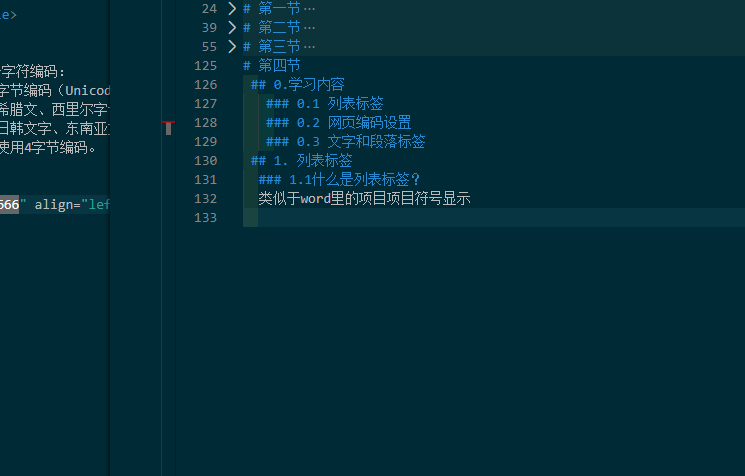 le>
字符编码：
字节编码（Unicod
希腊文、西里尔字
日韩文字、东南亚
使用4字节编码。
666" align="lef
24 # 第一节…
39 # 第二节…
55 # 第三节…
125 # 第四节
126 ## 0.学习内容
127 ### 0.1 列表标签
128 ### 0.2 网页编码设置
129 ### 0.3 文字和段落标签
130 ## 1. 列表标签
131 ### 1.1什么是列表标签？
132 类似于word里的项目项目符号显示
133